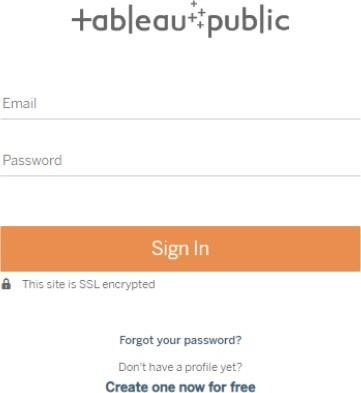 +ableau public
Email
Password
Sign In
This site is SSL encrypted
Forgot your password?
Don't have a profile yet?
Create one now for free